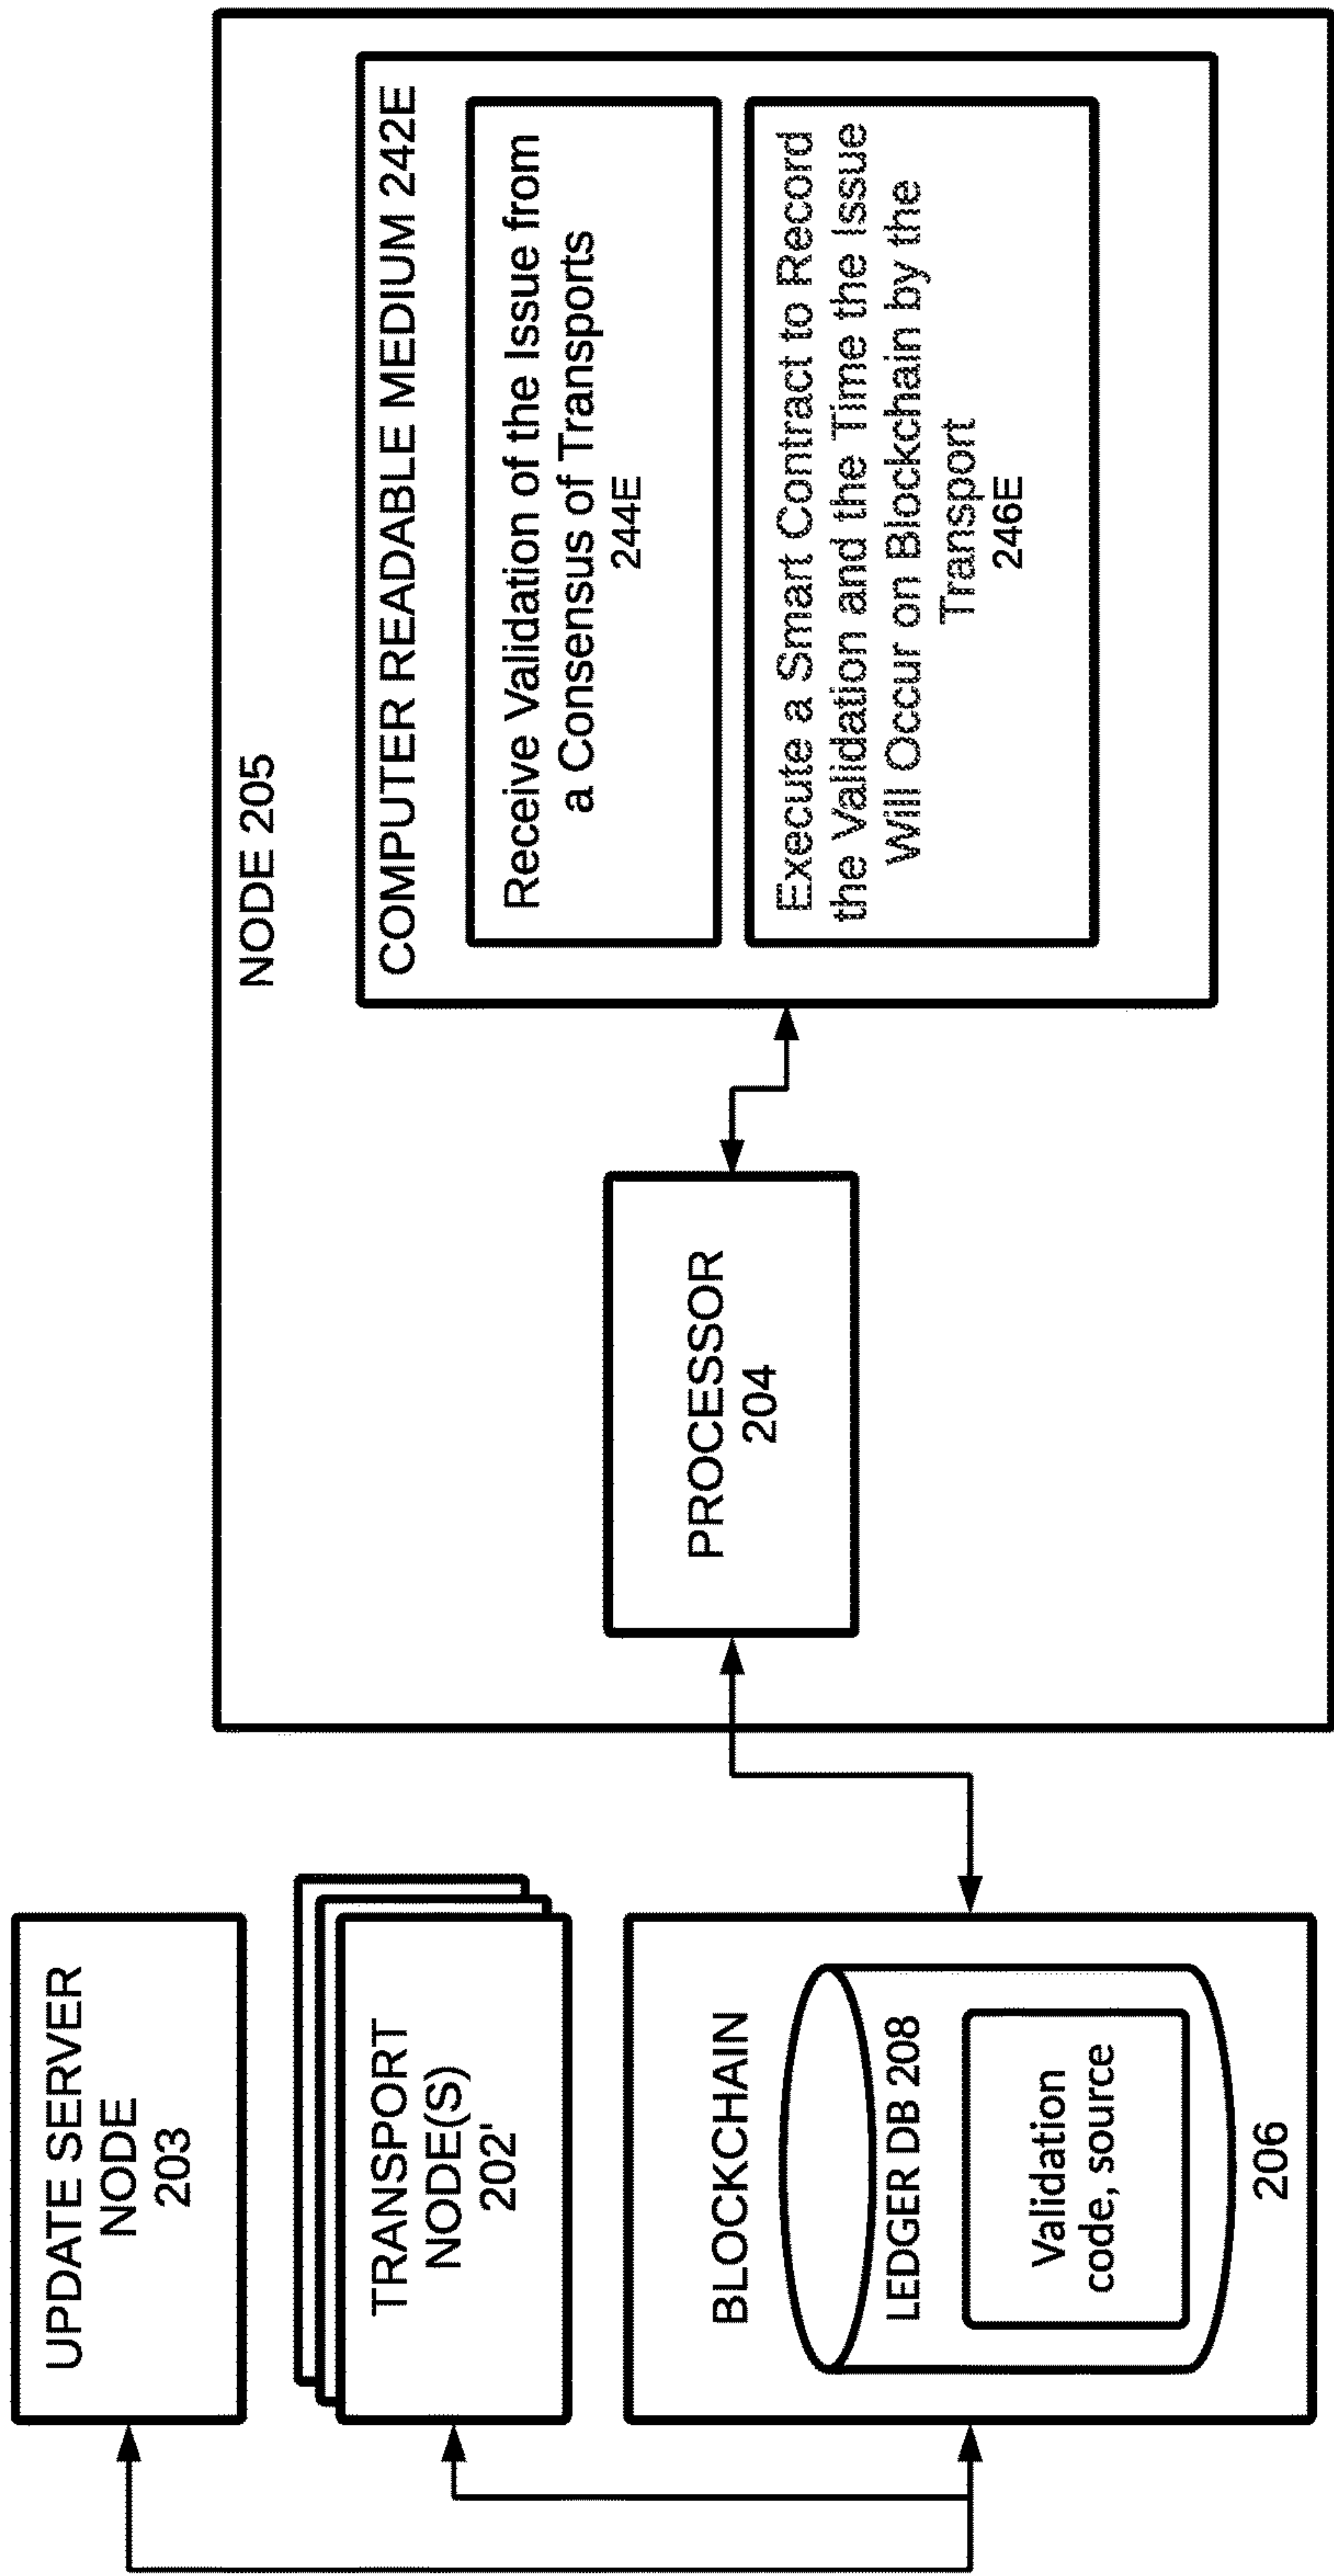 UPDATE SERVER
NODE
203
TRANSPORT
NODE(S)
202'
BLOCKCHAIN
LEDGER DB 208
Validation
code, source
206
NODE 205
PROCESSOR
204
COMPUTER READABLE MEDIUM 242E
Receive Validation of the Issue from
a Consensus of Transports
244E
Execute a Smart Contract to Record
the Validation and the Time the Issue
Will Occur on Blockchain by the
Transport
246E